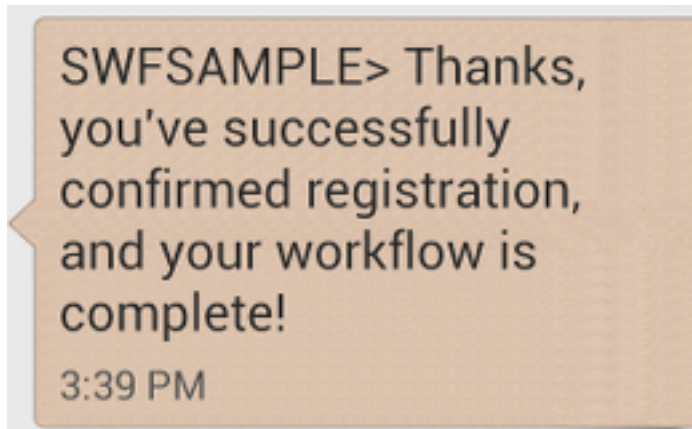 SWFSAMPLE> Thanks,
you've successfully
confirmed registration,
and your workflow is
complete!
3:39 PM